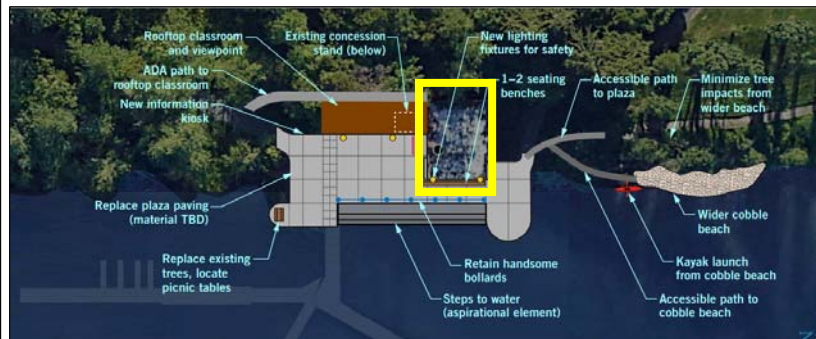 Rooftop classroom
and viewpoint
Existing concession
stand (below)
New lighting
fixtures for safety
ADA path to
rooftop classroom
1–2 seating
benches
Accessible path
to plaza
Minimize tree
impacts from
wider beach
New information
kiosk
Replace plaza paving
(material TBD)
Wider cobble
beach
Replace existing
trees, locate
picnic tables
Retain handsome
bollards
Kayak launch
from cobble beach
Steps to water
(aspirational element)
Accessible path to
cobble beach